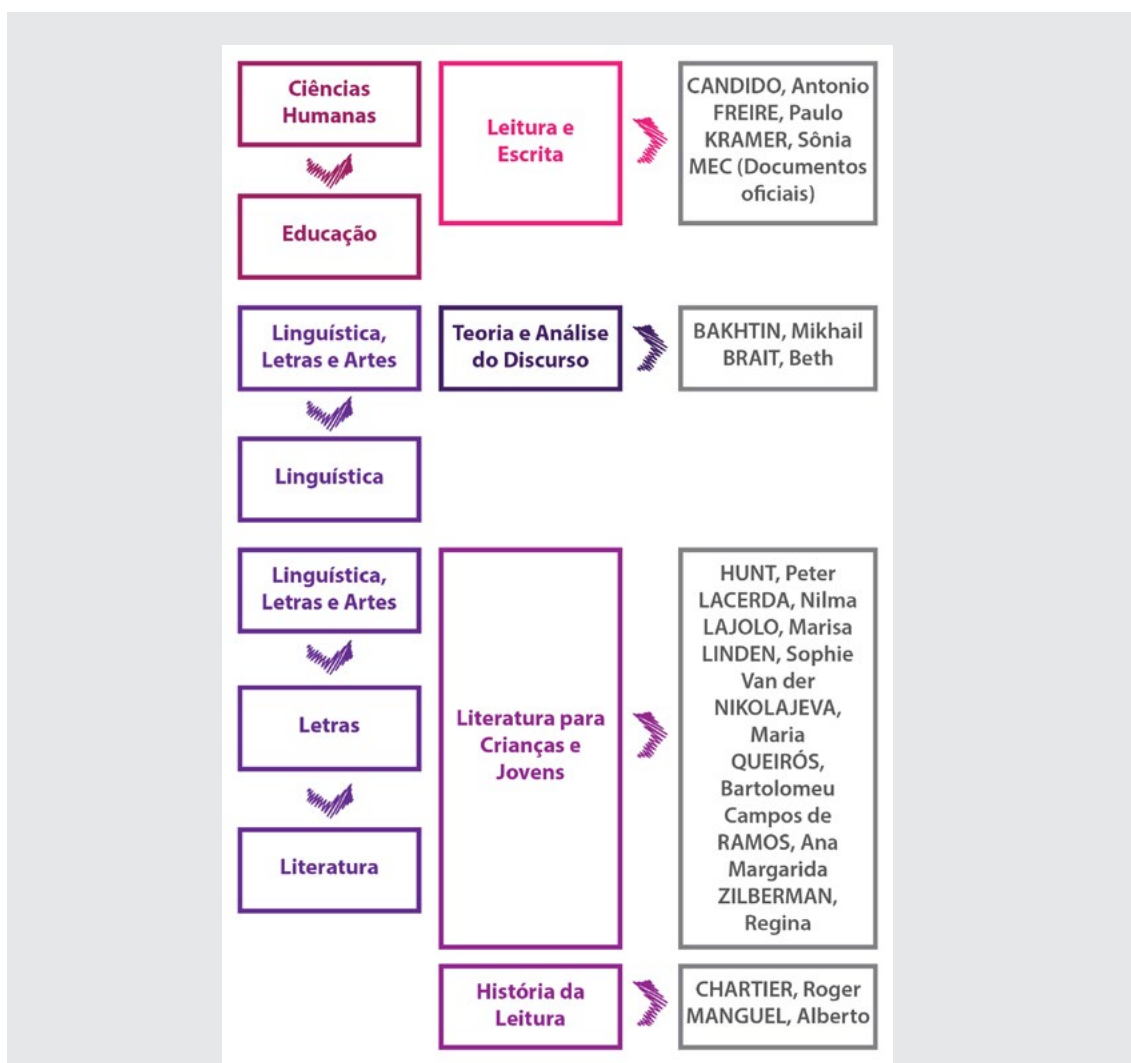 Ciências
Humanas
Educação
Leitura e
Escrita
CANDIDO, Antonio
FREIRE, Paulo
KRAMER, Sônia
MEC (Documentos
oficiais)
Linguística,
Letras e Artes
Linguística
Teoria e Análise
do Discurso
BAKHTIN, Mikhail
BRAIT, Beth
Linguística,
Letras e Artes
Letras
Literatura
Literatura para
Crianças e
Jovens
HUNT, Peter
LACERDA, Nilma
LAJOLO, Marisa
LINDEN, Sophie
Van der
NIKOLAJEVA,
Maria
QUEIRÓS,
Bartolomeu
Campos de
RAMOS, Ana
Margarida
ZILBERMAN,
Regina
História da
Leitura
CHARTIER, Roger
MANGUEL, Alberto